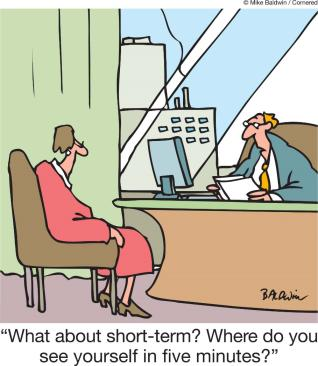 © Mike Baldwin / Cornered
BALDWIN
“What about short-term? Where do you
see yourself in five minutes?”